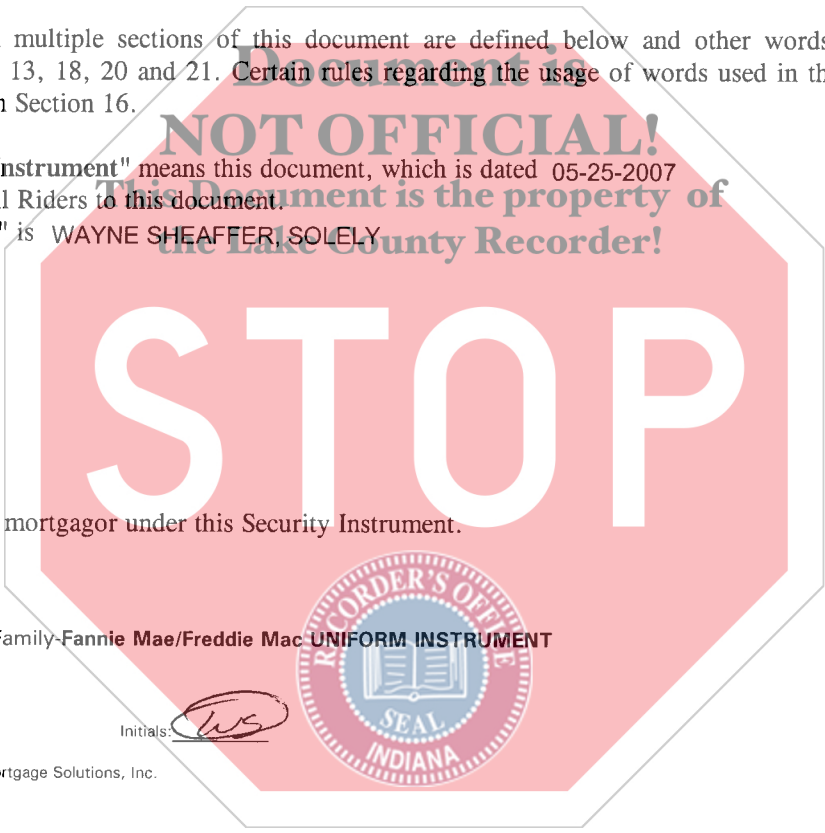 multiple sections of this document are defined below and other words
13, 18, 20 and 21. Certain rules regarding the usage of words used in th
Section 16.
Document is
NOT OFFICIAL!
This Document is the property of
the Lake County Recorder!
nstrument" means this document, which is dated 05-25-2007
l Riders to this document.
" is WAYNE SHEAFFER, SOLELY
STOP
mortgagor under this Security Instrument.
Family-Fannie Mae/Freddie Mac UNIFORM INSTRUMENT
RECORDER'S OFFICE
SEAL
INDIANA
Initials: WS
rtgage Solutions, Inc.